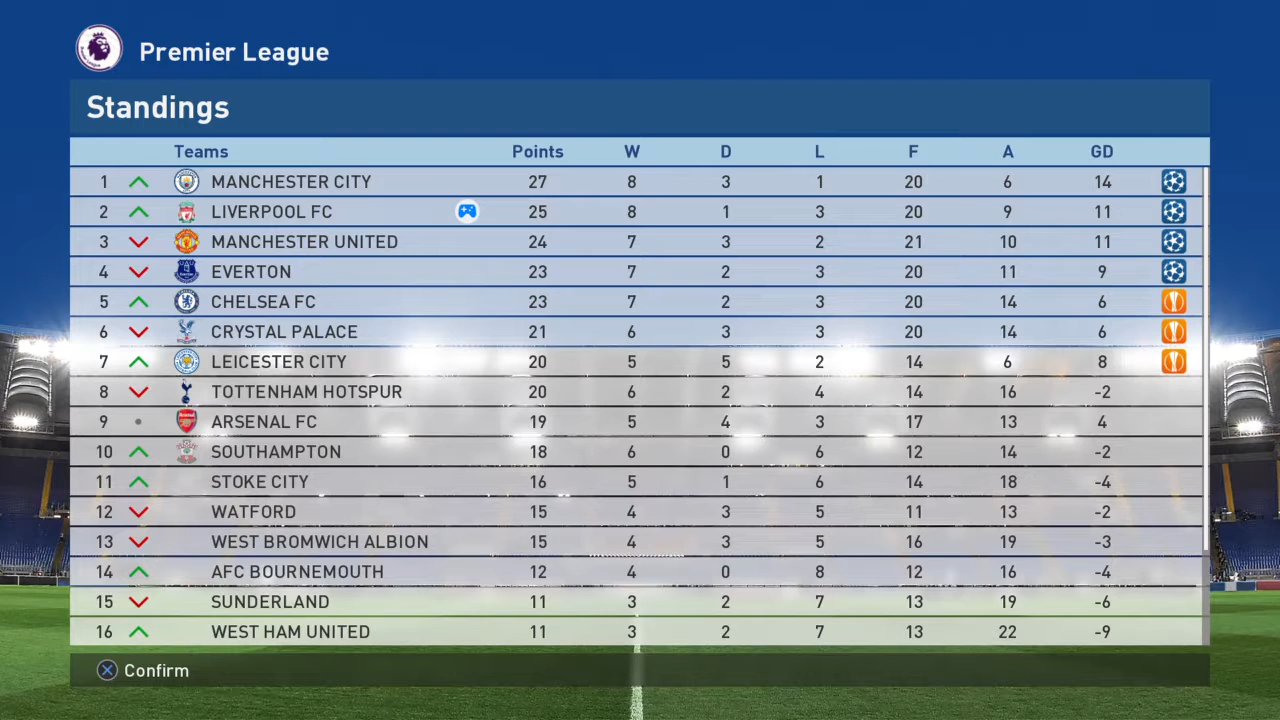 Premier League
Standings
Teams Points W D L F A GD
1 MANCHESTER CITY 27 8 3 1 20 6 14
2 LIVERPOOL FC 25 8 1 3 20 9 11
3 MANCHESTER UNITED 24 7 3 2 21 10 11
4 EVERTON 23 7 2 3 20 11 9
5 CHELSEA FC 23 7 2 3 20 14 6
6 CRYSTAL PALACE 21 6 3 3 20 14 6
7 LEICESTER CITY 20 5 5 2 14 6 8
8 TOTTENHAM HOTSPUR 20 6 2 4 14 16 -2
9 ARSENAL FC 19 5 4 3 17 13 4
10 SOUTHAMPTON 18 6 0 6 12 14 -2
11 STOKE CITY 16 5 1 6 14 18 -4
12 WATFORD 15 4 3 5 11 13 -2
13 WEST BROMWICH ALBION 15 4 3 5 16 19 -3
14 AFC BOURNEMOUTH 12 4 0 8 12 16 -4
15 SUNDERLAND 11 3 2 7 13 19 -6
16 WEST HAM UNITED 11 3 2 7 13 22 -9
Confirm